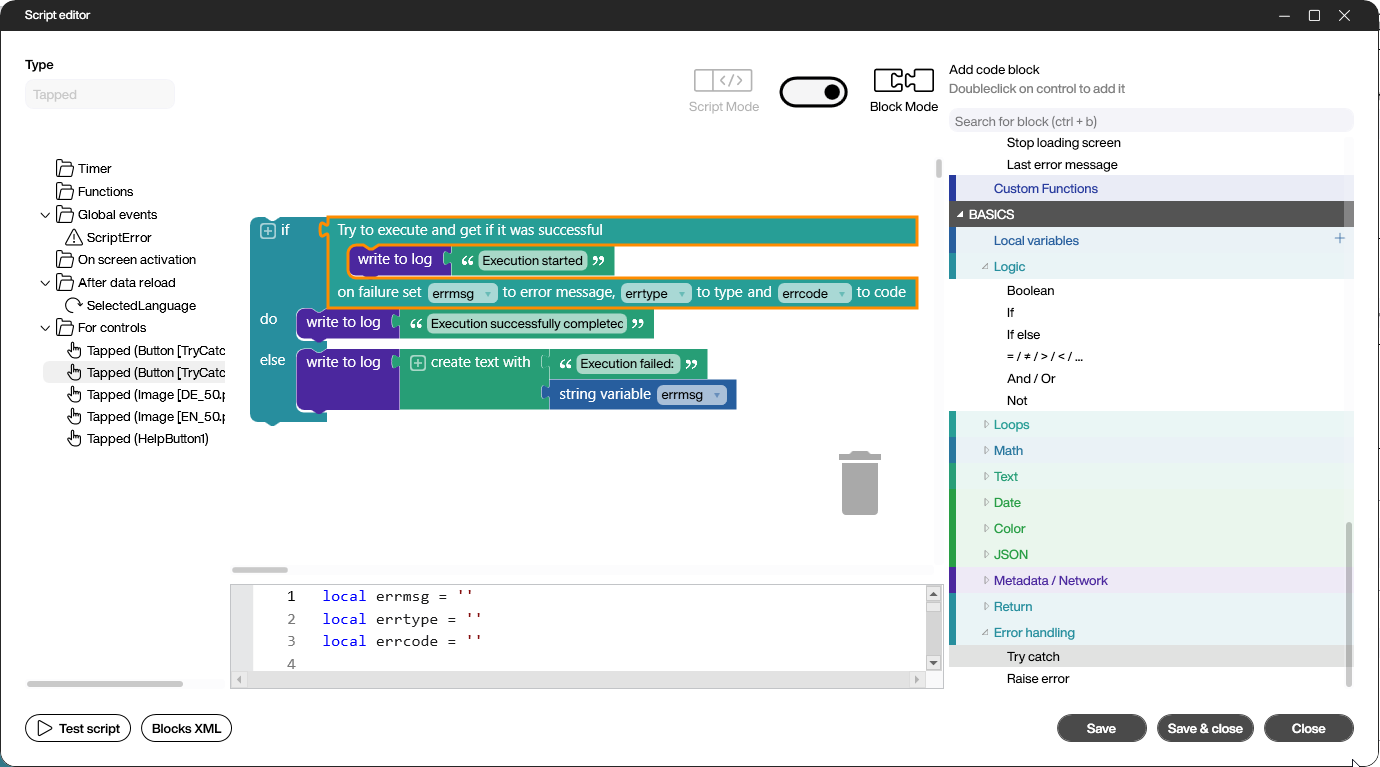 Script editor
Type
Tapped
Script Mode
Block Mode
Add code block
Doubleclick on control to add it
Search for block (ctrl + b)
Timer
Functions
Global events
ScriptError
On screen activation
After data reload
SelectedLanguage
For controls
Tapped (Button [TryCatc
Tapped (Button [TryCatc
Tapped (Image [DE_50.p
Tapped (Image [EN_50.p
Tapped (HelpButton1)
if
Try to execute and get if it was successful
write to log “ Execution started ”
on failure set errmsg to error message, errtype to type and errcode to code
do
write to log “ Execution successfully completed ”
else
write to log
create text with “ Execution failed: ”
string variable errmsg
1 local errmsg = ''
2 local errtype = ''
3 local errcode = ''
4
Stop loading screen
Last error message
Custom Functions
BASICS
Local variables +
Logic
Boolean
If
If else
= / ≠ / > / < / ...
And / Or
Not
Loops
Math
Text
Date
Color
JSON
Metadata / Network
Return
Error handling
Try catch
Raise error
Test script
Blocks XML
Save
Save & close
Close